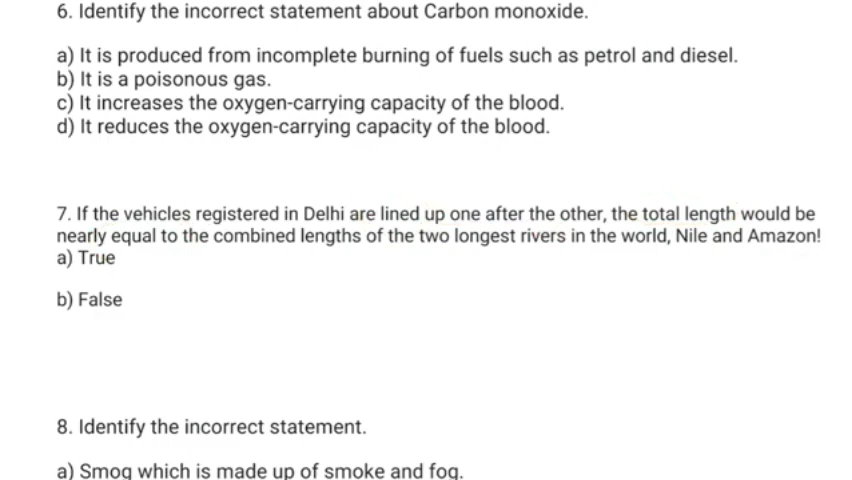 6. Identify the incorrect statement about Carbon monoxide.
a) It is produced from incomplete burning of fuels such as petrol and diesel.
b) It is a poisonous gas.
c) It increases the oxygen-carrying capacity of the blood.
d) It reduces the oxygen-carrying capacity of the blood.
7. If the vehicles registered in Delhi are lined up one after the other, the total length would be
nearly equal to the combined lengths of the two longest rivers in the world, Nile and Amazon!
a) True
b) False
8. Identify the incorrect statement.
a) Smog which is made up of smoke and fog.